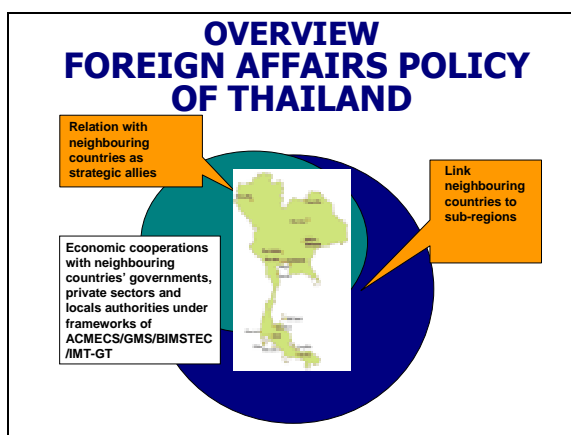 OVERVIEW
FOREIGN AFFAIRS POLICY
OF THAILAND
Relation with
neighbouring
countries as
strategic allies
Link
neighbouring
countries to
sub-regions
Economic cooperations
with neighbouring
countries' governments,
private sectors and
locals authorities under
frameworks of
ACMECS/GMS/BIMSTEC
/IMT-GT